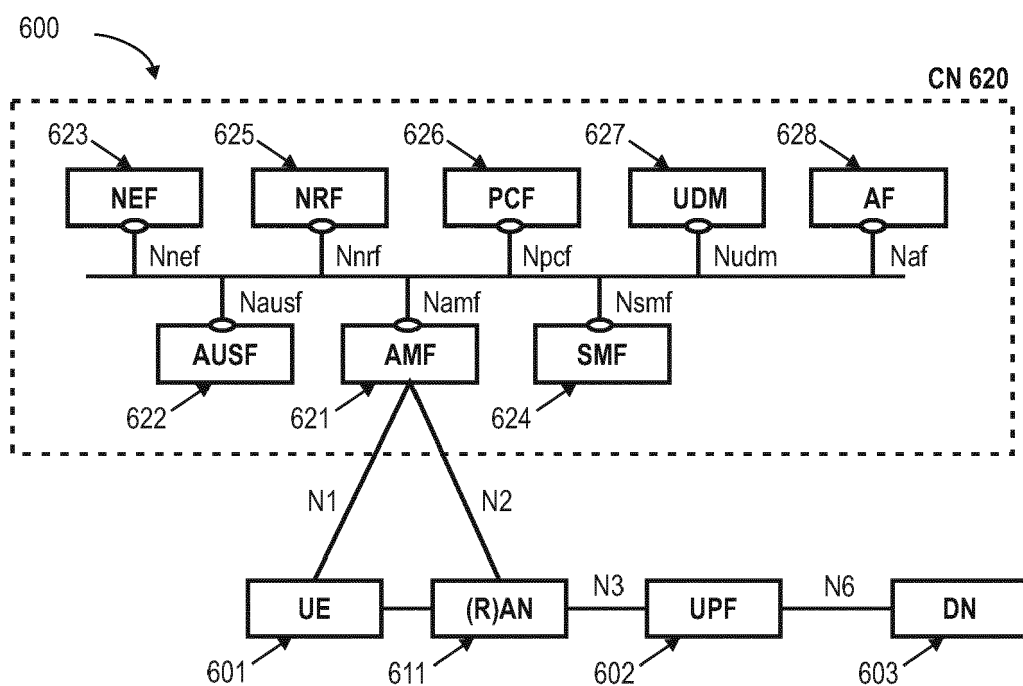 600
CN 620
623 625 626 627 628
NEF NRF PCF UDM AF
Nnef Nnrf Npcf Nudm Naf
Nausf Namf Nsmf
AUSF AMF SMF
622 621 624
N1 N2
N3 N6
UE (R)AN UPF DN
601 611 602 603